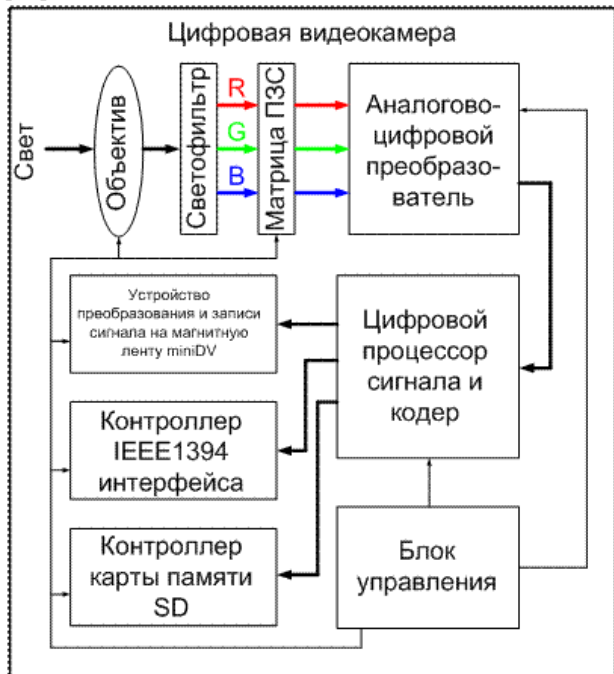 Цифровая видеокамера
Свет
Объектив
Светофильтр
R
G
B
Матрица ПЗС
Аналогово-
цифровой
преобразо-
ватель
Устройство
преобразования и записи
сигнала на магнитную
ленту miniDV
Цифровой
процессор
сигнала и
кодер
Контроллер
IEEE1394
интерфейса
Контроллер
карты памяти
SD
Блок
управления